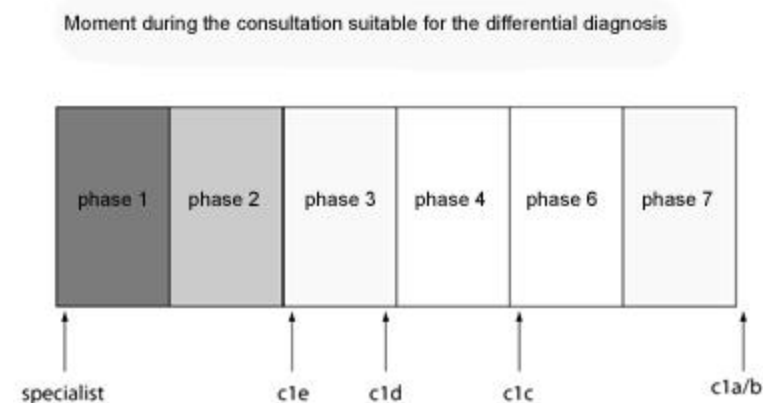 Moment during the consultation suitable for the differential diagnosis
phase 1 phase 2 phase 3 phase 4 phase 6 phase 7
specialist c1e c1d c1c c1a/b